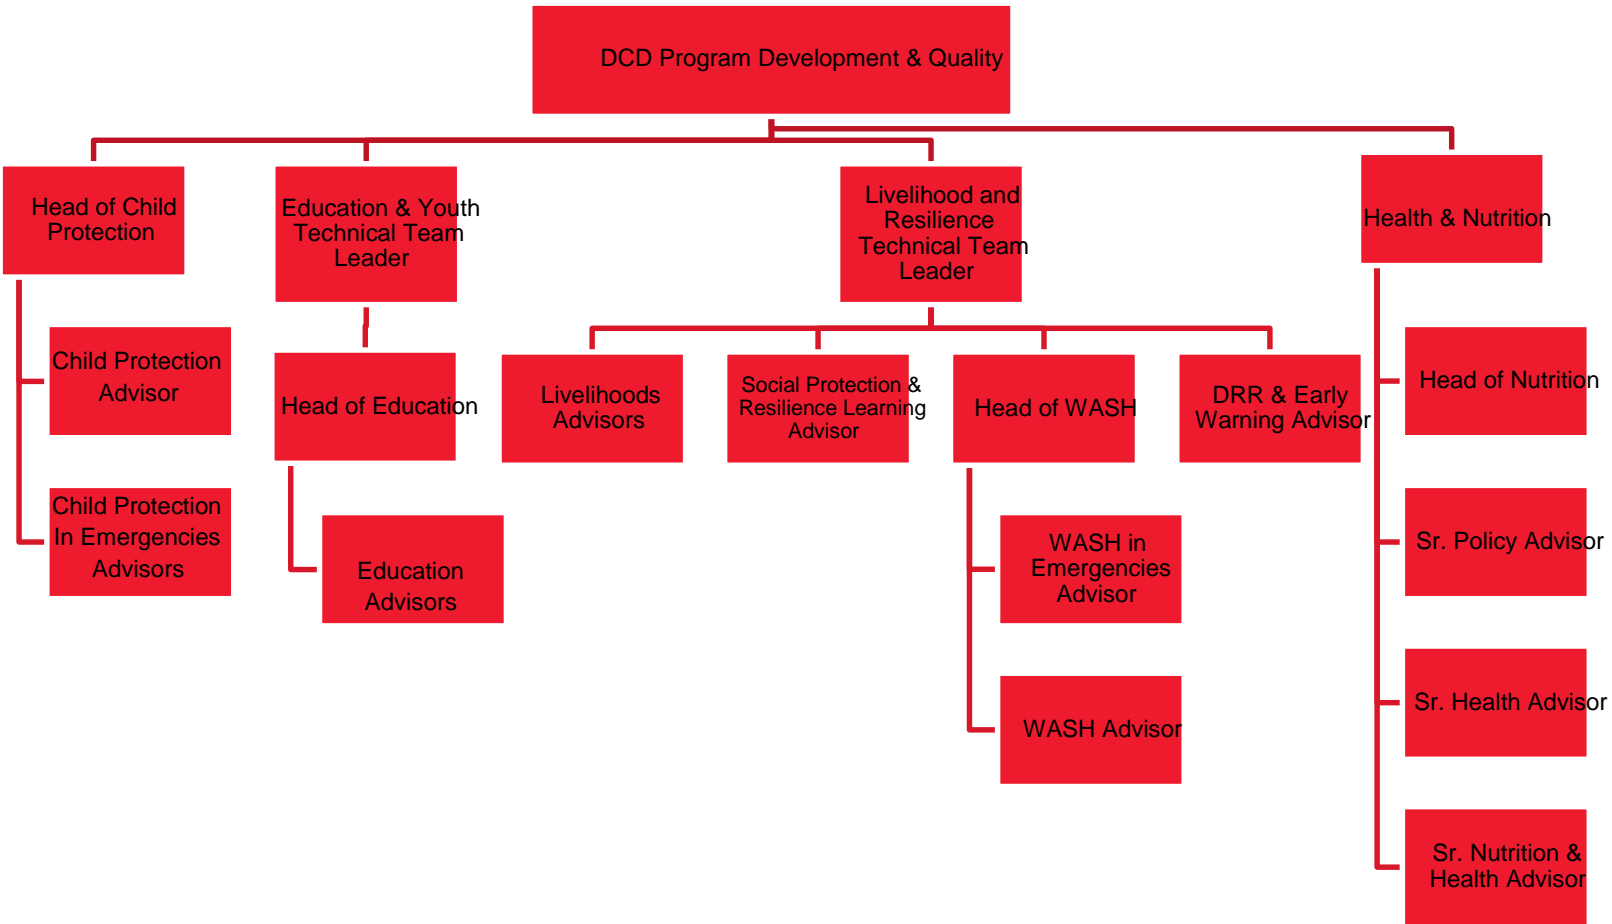 DCD Program Development & Quality
Head of Child
Protection
Education & Youth
Technical Team
Leader
Livelihood and
Resilience
Technical Team
Leader
Health & Nutrition
Child Protection
Advisor
Child Protection
In Emergencies
Advisors
Head of Education
Education
Advisors
Livelihoods
Advisors
Social Protection &
Resilience Learning
Advisor
Head of WASH
WASH in
Emergencies
Advisor
WASH Advisor
DRR & Early
Warning Advisor
Head of Nutrition
Sr. Policy Advisor
Sr. Health Advisor
Sr. Nutrition &
Health Advisor